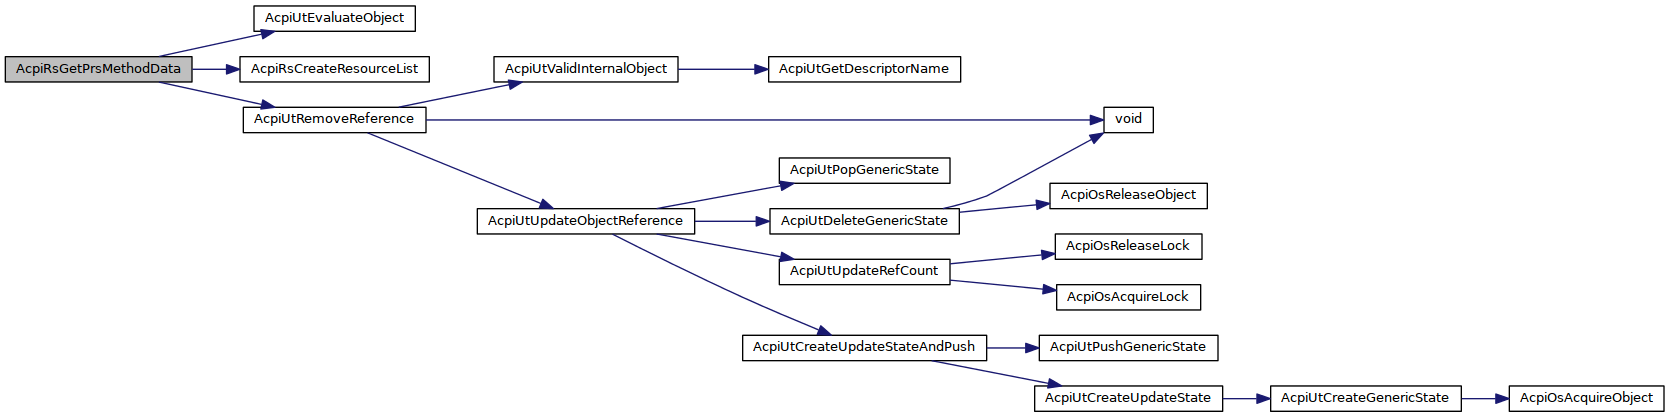 AcpiUtEvaluateObject
AcpiRsGetPrsMethodData
AcpiRsCreateResourceList
AcpiUtValidInternalObject
AcpiUtGetDescriptorName
AcpiUtRemoveReference
void
AcpiUtPopGenericState
AcpiOsReleaseObject
AcpiUtUpdateObjectReference
AcpiUtDeleteGenericState
AcpiOsReleaseLock
AcpiUtUpdateRefCount
AcpiOsAcquireLock
AcpiUtCreateUpdateStateAndPush
AcpiUtPushGenericState
AcpiUtCreateUpdateState
AcpiUtCreateGenericState
AcpiOsAcquireObject